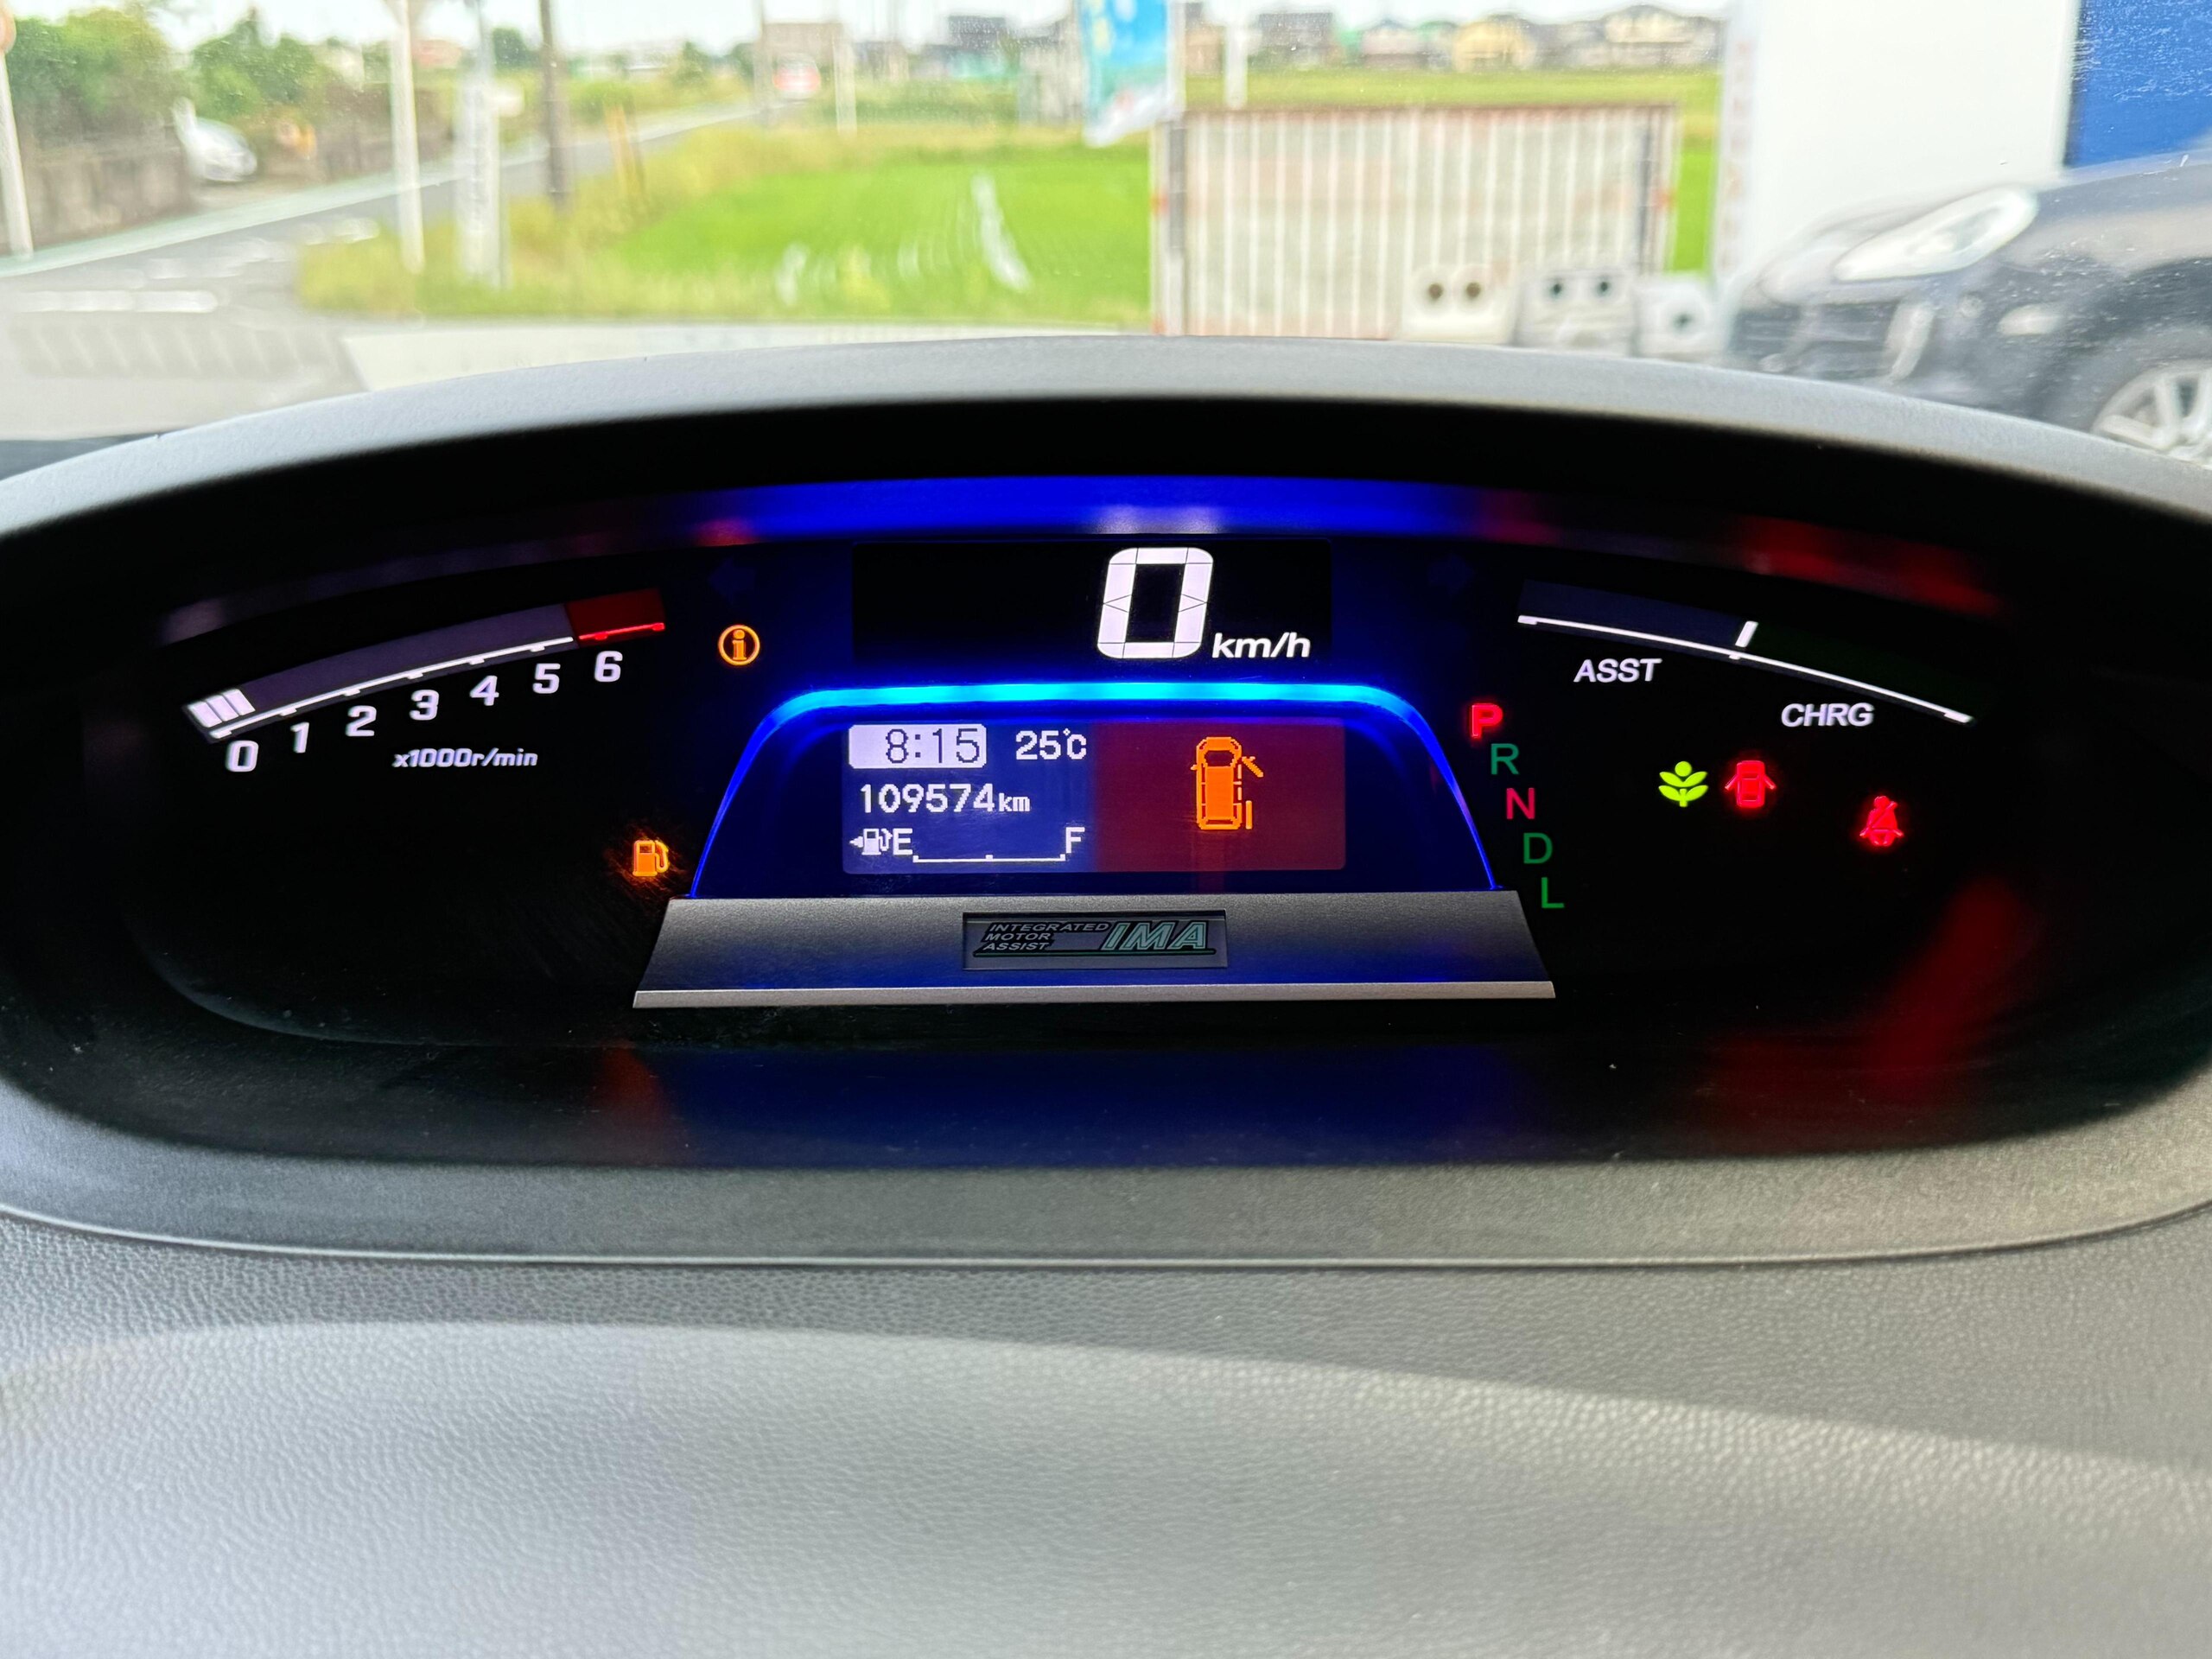 0 km/h
0 1 2 3 4 5 6
x1000r/min
ASST
CHRG
8:15 25℃
109574km
E F
P
R
N
D
L
INTEGRATED
MOTOR
ASSIST
IMA